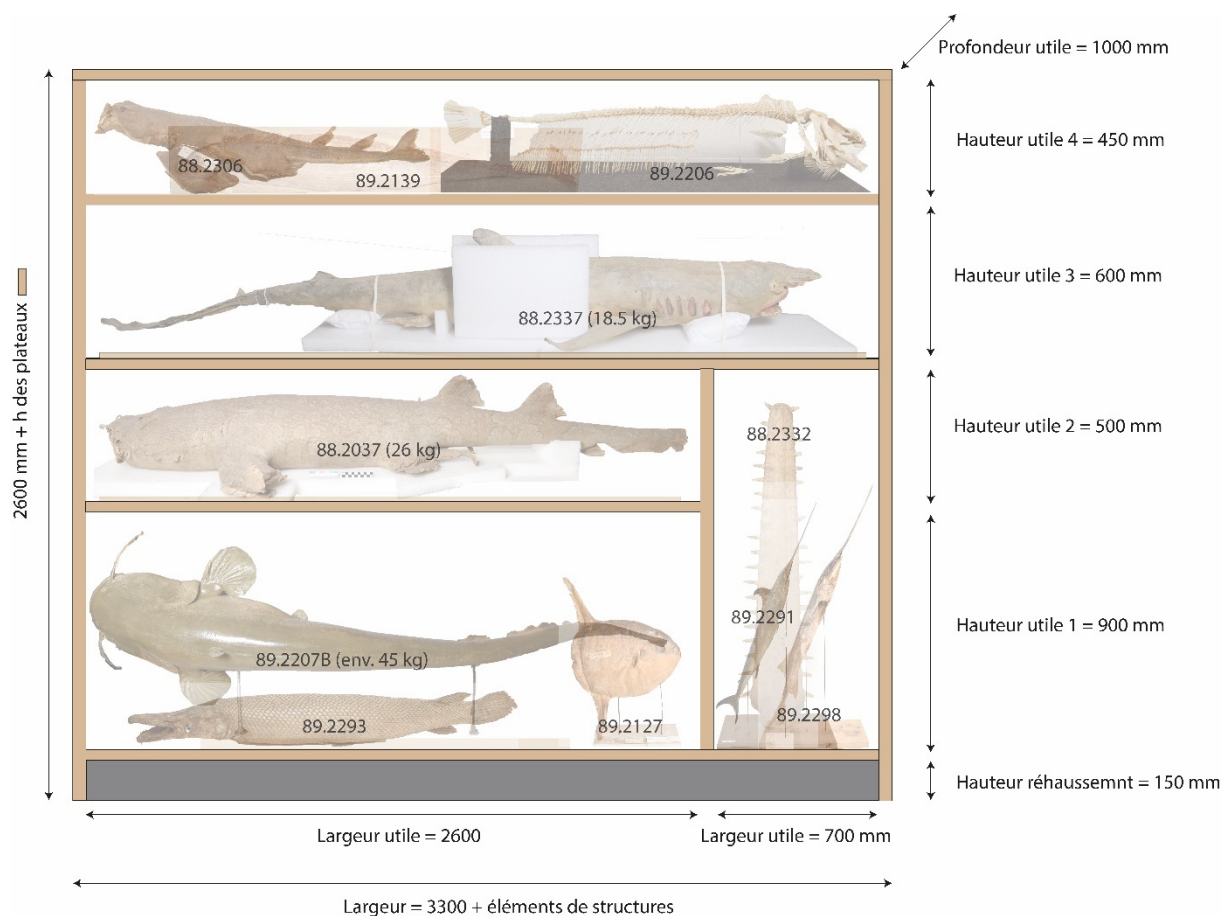 Profondeur utile = 1000 mm
Hauteur utile 4 = 450 mm
88.2306
89.2139
89.2206
Hauteur utile 3 = 600 mm
88.2337 (18.5 kg)
2600 mm + h des plateaux
Hauteur utile 2 = 500 mm
88.2037 (26 kg)
88.2332
Hauteur utile 1 = 900 mm
89.2291
89.2207B (env. 45 kg)
89.2293
89.2127
89.2298
Hauteur réhaussemnt = 150 mm
Largeur utile = 2600
Largeur utile = 700 mm
Largeur = 3300 + éléments de structures